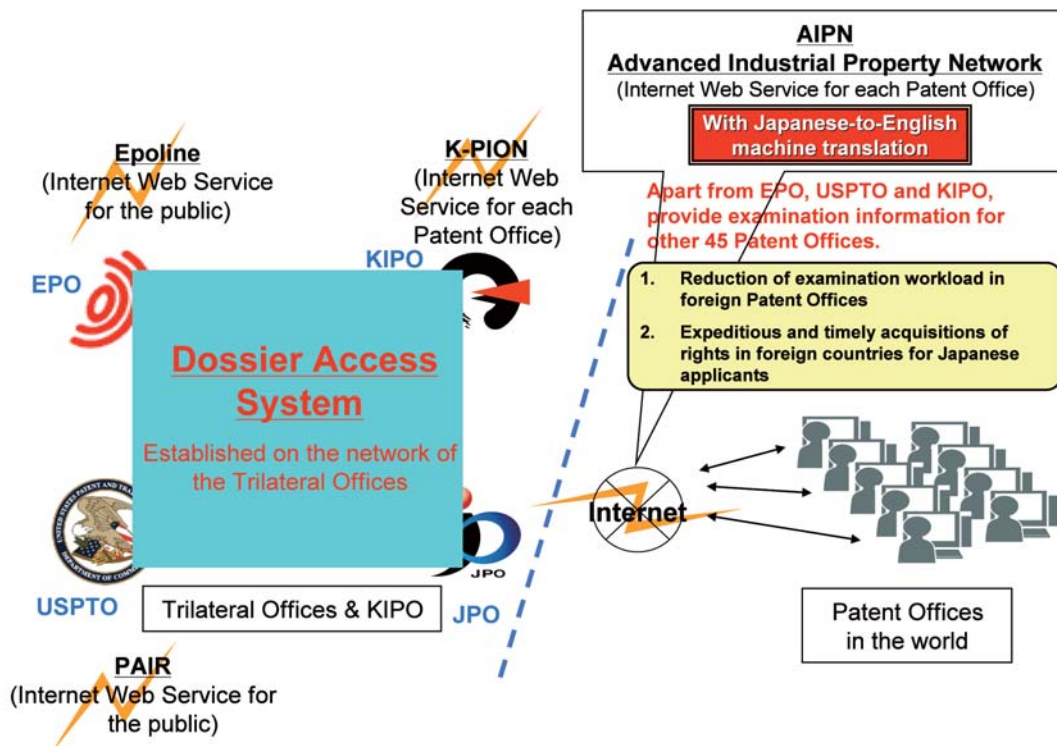 AIPN
Advanced Industrial Property Network
(Internet Web Service for each Patent Office)
With Japanese-to-English
machine translation
Epoline
(Internet Web Service
for the public)
K-PION
(Internet Web
Service for each
Patent Office)
Apart from EPO, USPTO and KIPO,
provide examination information for
other 45 Patent Offices.
EPO
KIPO
1. Reduction of examination workload in
foreign Patent Offices
2. Expeditious and timely acquisitions of
rights in foreign countries for Japanese
applicants
Dossier Access
System
Established on the network of
the Trilateral Offices
Internet
JPO
USPTO
Trilateral Offices & KIPO
JPO
Patent Offices
in the world
PAIR
(Internet Web Service for
the public)